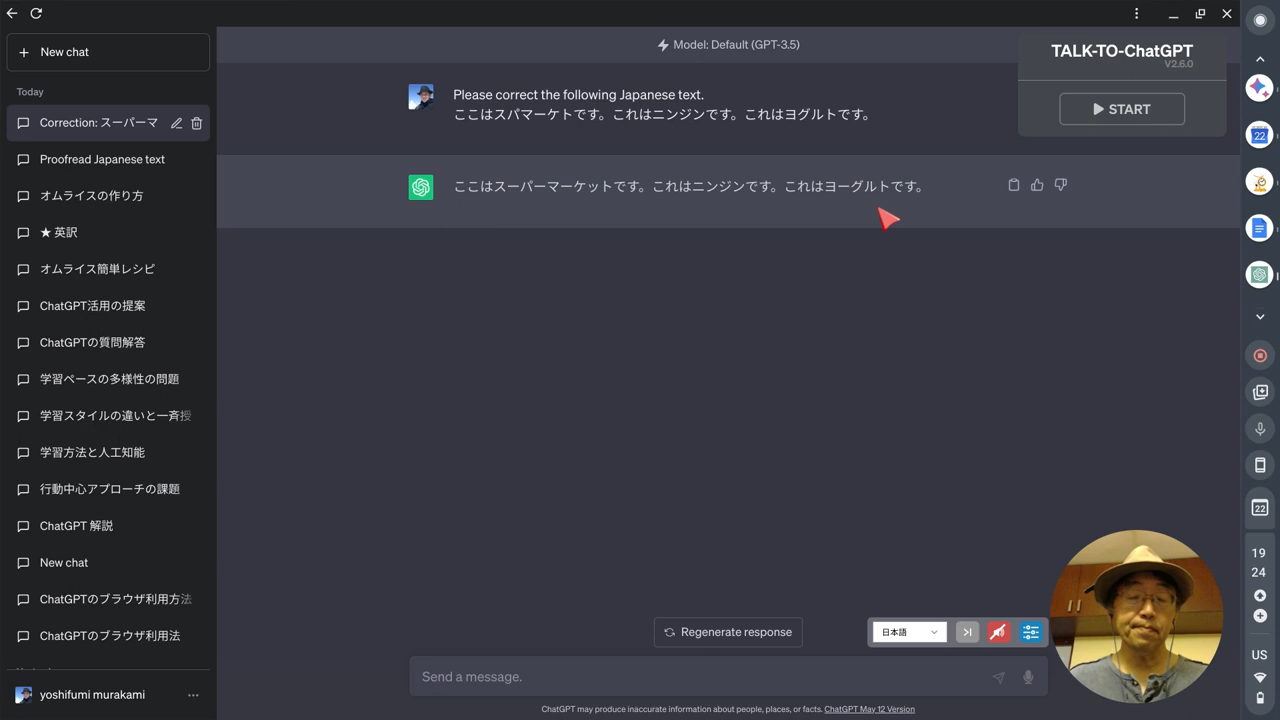 New chat
Today
Correction: スーパーマ
Proofread Japanese text
オムライスの作り方
★ 英訳
オムライス簡単レシピ
ChatGPT活用の提案
ChatGPTの質問解答
学習ペースの多様性の問題
学習スタイルの違いと一斉授
学習方法と人工知能
行動中心アプローチの課題
ChatGPT 解説
New chat
ChatGPTのブラウザ利用方法
ChatGPTのブラウザ利用法
yoshifumi murakami
Model: Default (GPT-3.5)
Please correct the following Japanese text.
ここはスパマーケトです。これはニンジンです。これはヨグルトです。
ここはスーパーマーケットです。これはニンジンです。これはヨーグルトです。
TALK-TO-ChatGPT
V2.6.0
START
Regenerate response
日本語
Send a message.
ChatGPT may produce inaccurate information about people, places, or facts. ChatGPT May 12 Version
22
22
19
24
US